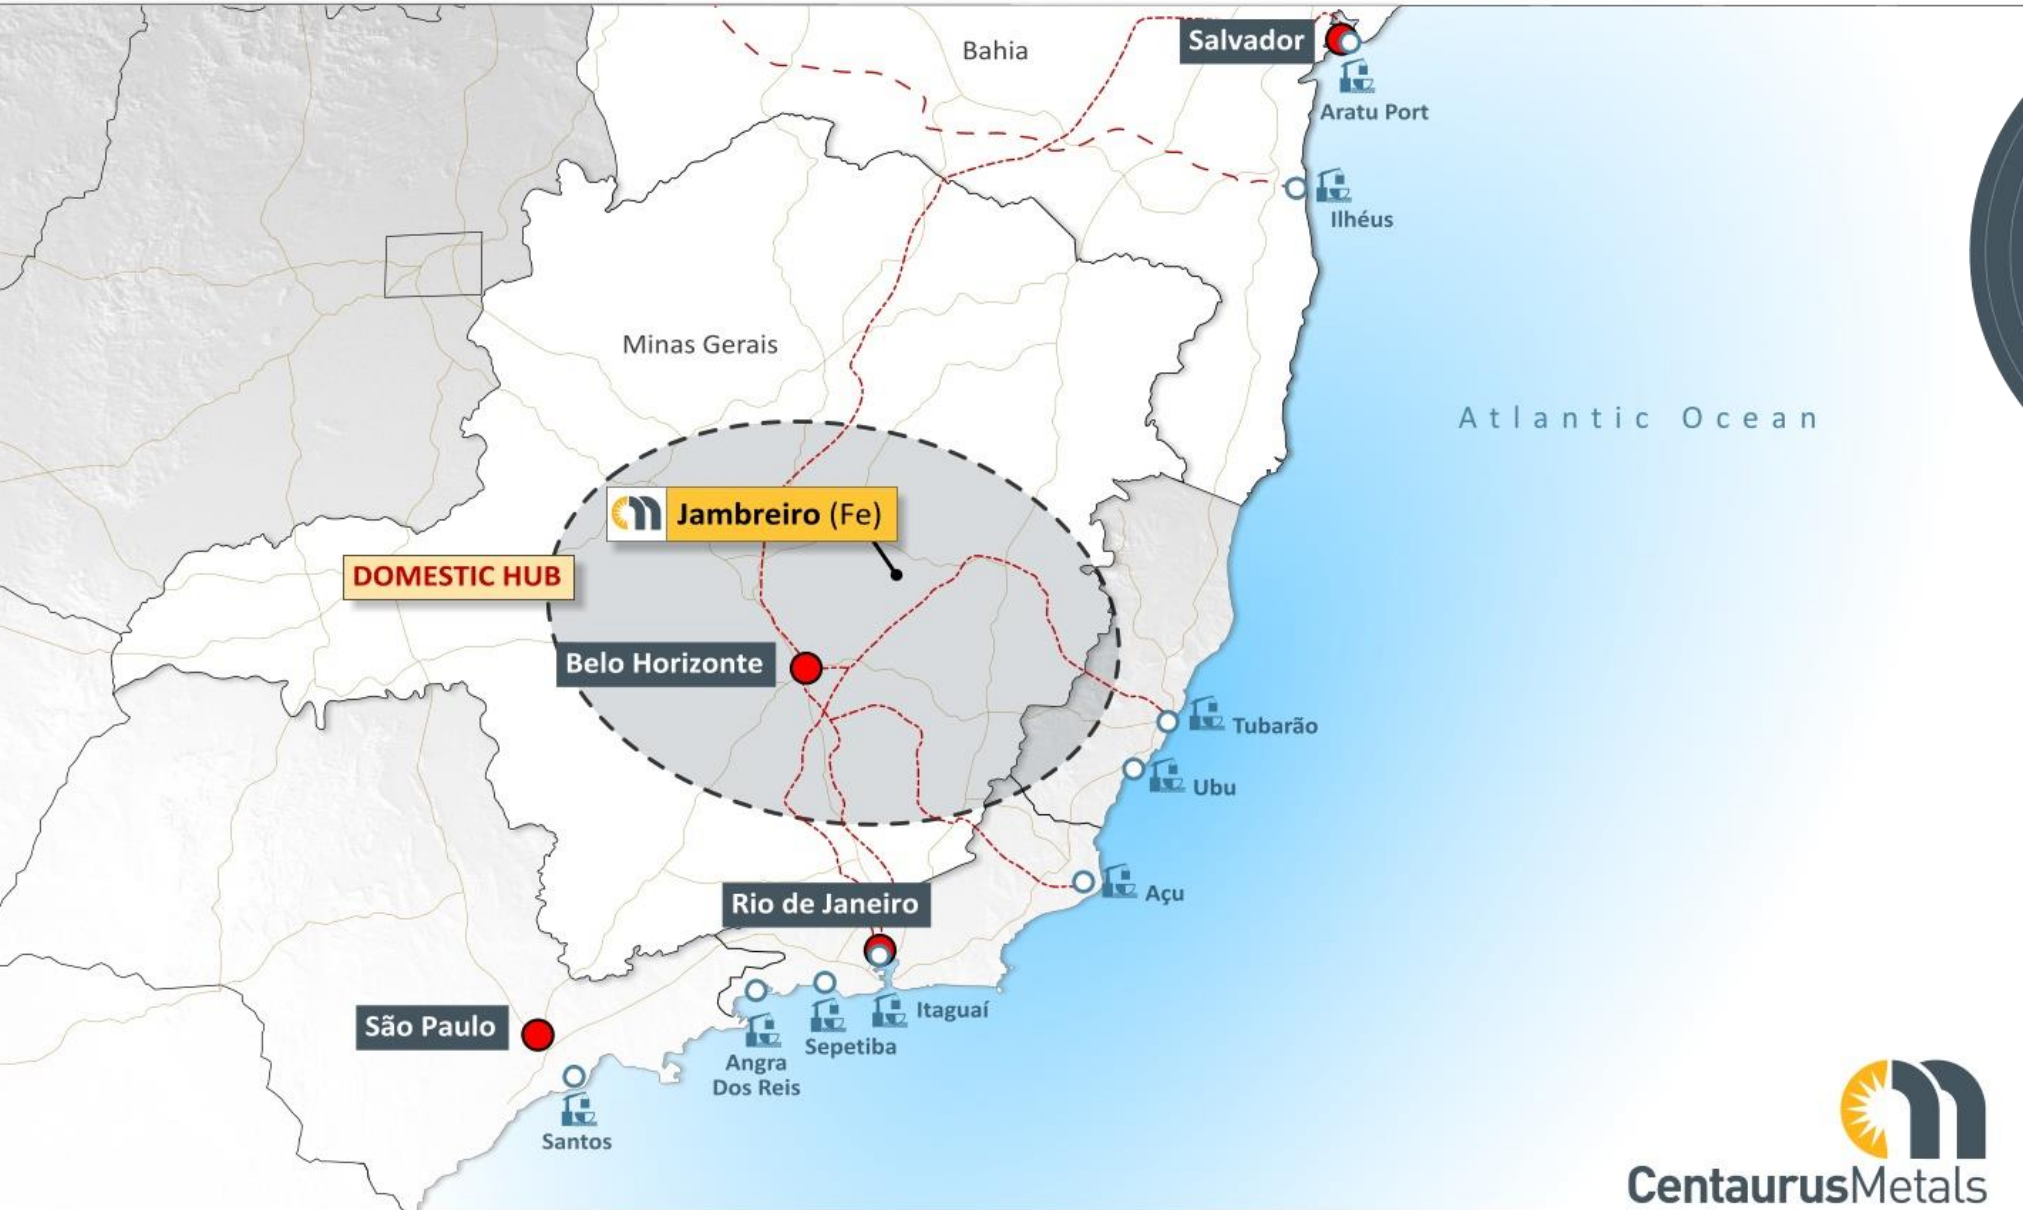 Bahia
Salvador
Aratu Port
Ilhéus
Minas Gerais
Atlantic Ocean
Jambreiro (Fe)
DOMESTIC HUB
Belo Horizonte
Tubarão
Ubu
Açu
Rio de Janeiro
Itaguaí
São Paulo
Sepetiba
Angra
Dos Reis
Santos
CentaurusMetals